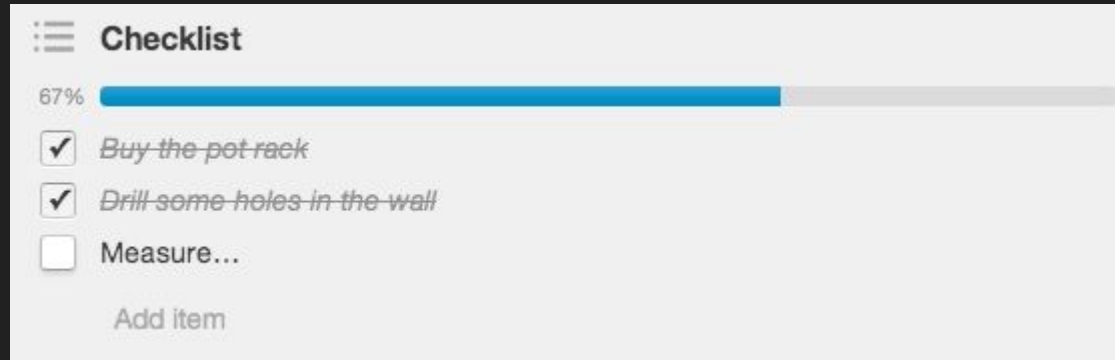 Checklist
67%
Buy the pot rack
Drill some holes in the wall
Measure...
Add item